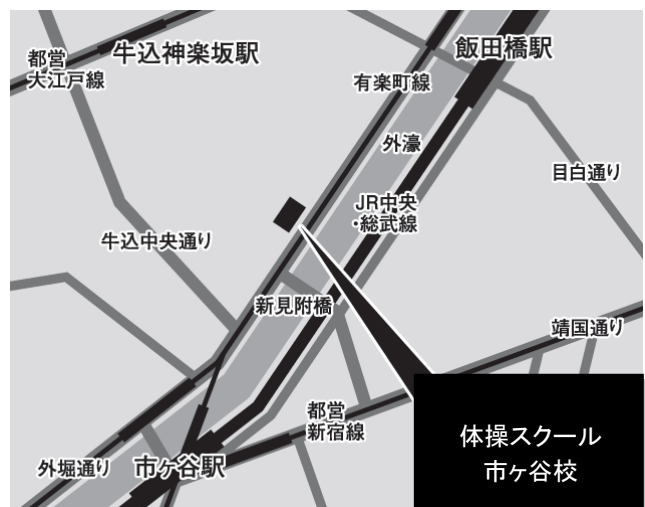 都営
大江戸線
牛込神楽坂駅
飯田橋駅
有楽町線
外濠
目白通り
JR中央
・総武線
牛込中央通り
新見附橋
靖国通り
都営
新宿線
外堀通り
市ヶ谷駅
体操スクール
市ヶ谷校